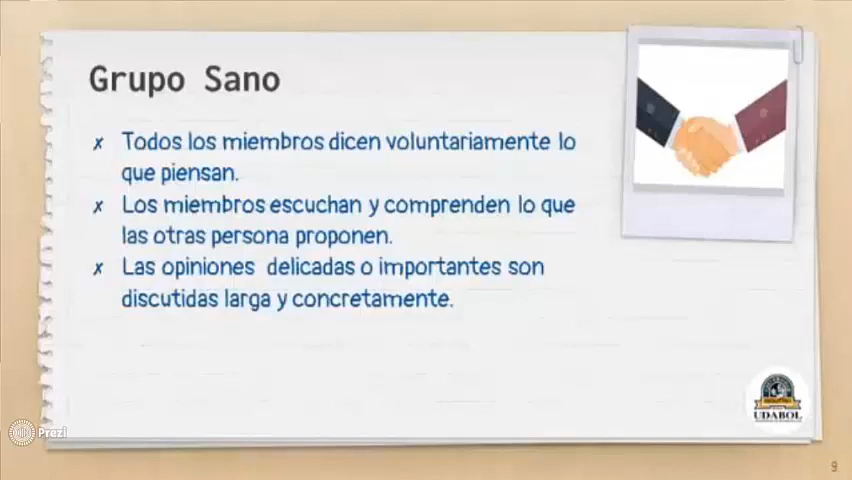 Grupo Sano
✗ Todos los miembros dicen voluntariamente lo
que piensan.
✗ Los miembros escuchan y comprenden lo que
las otras persona proponen.
✗ Las opiniones delicadas o importantes son
discutidas larga y concretamente.
UDABOL
Prezi
9